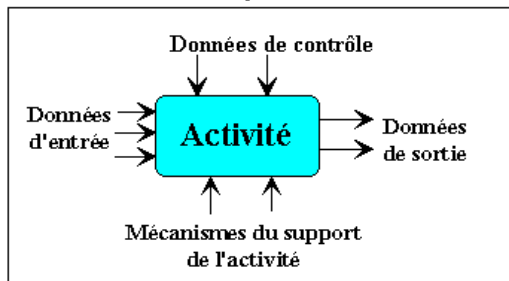 Données de contrôle
Données
d'entrée
Activité
Données
de sortie
Mécanismes du support
de l'activité